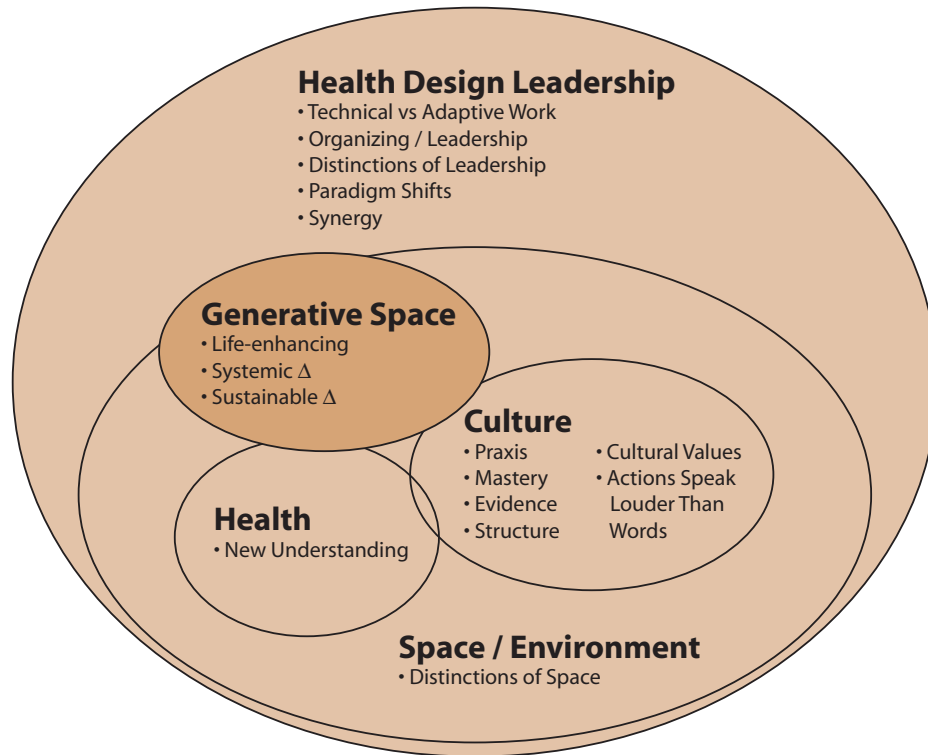 Health Design Leadership
• Technical vs Adaptive Work
• Organizing / Leadership
• Distinctions of Leadership
• Paradigm Shifts
• Synergy
Generative Space
• Life-enhancing
• Systemic Δ
• Sustainable Δ
Culture
• Praxis
• Mastery
• Evidence
• Structure
• Cultural Values
• Actions Speak
Louder Than
Words
Health
• New Understanding
Space / Environment
• Distinctions of Space